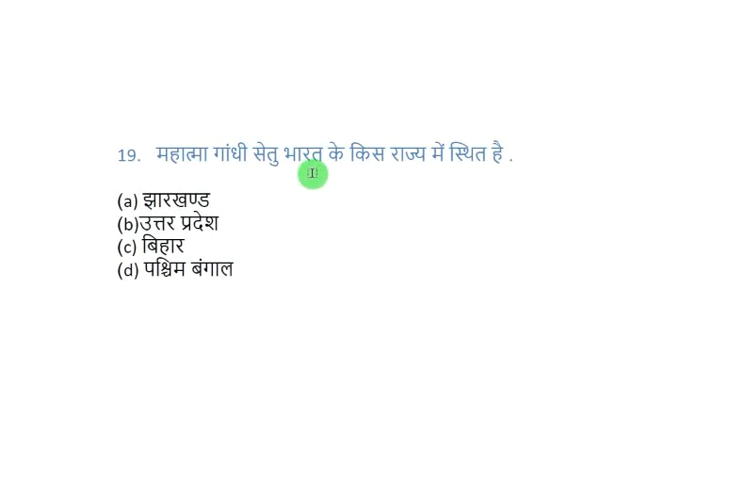 19. महात्मा गांधी सेतु भारत के किस राज्य में स्थित है .
(a) झारखण्ड
(b)उत्तर प्रदेश
(c) बिहार
(d) पश्चिम बंगाल